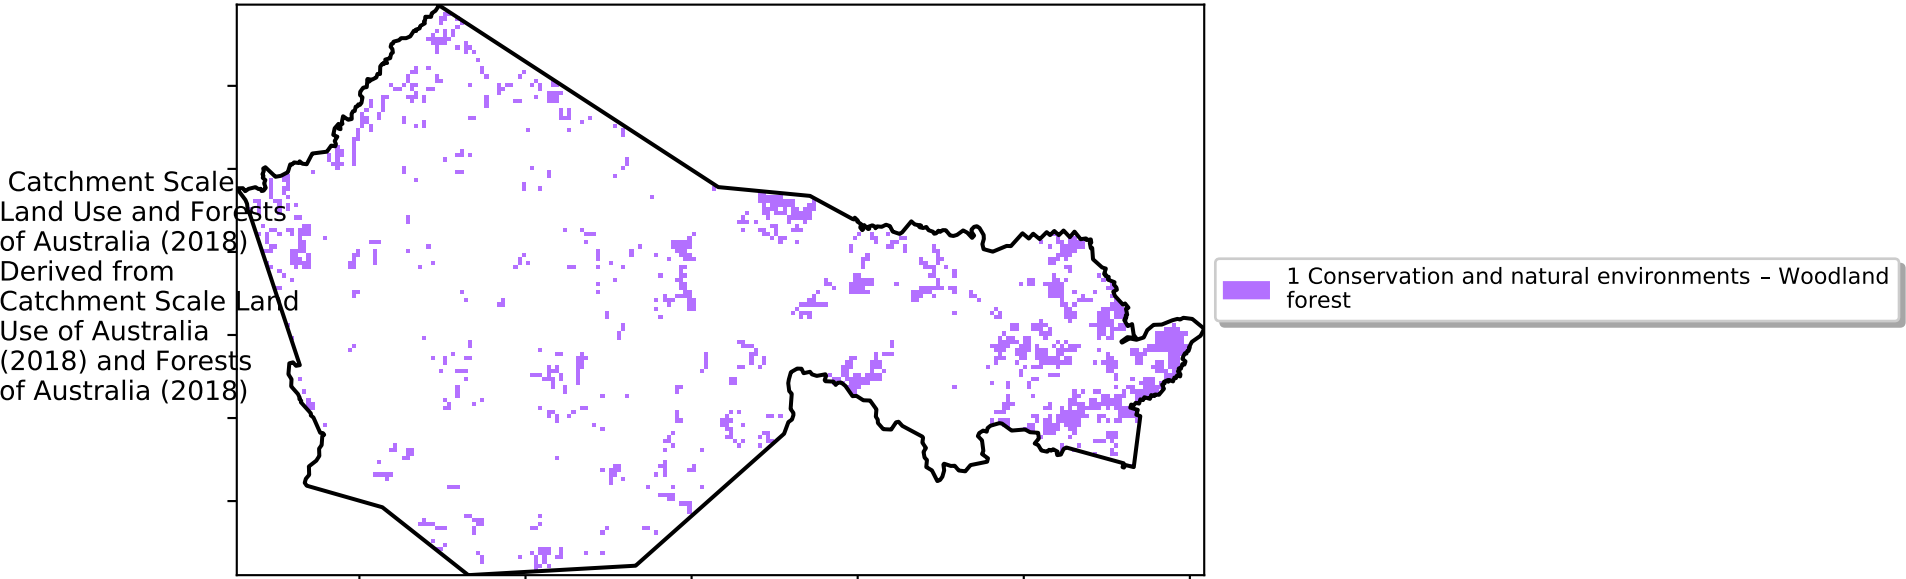 Catchment Scale
Land Use and Forests
of Australia (2018)
Derived from
Catchment Scale Land
Use of Australia
(2018) and Forests
of Australia (2018)
1 Conservation and natural environments – Woodland
forest